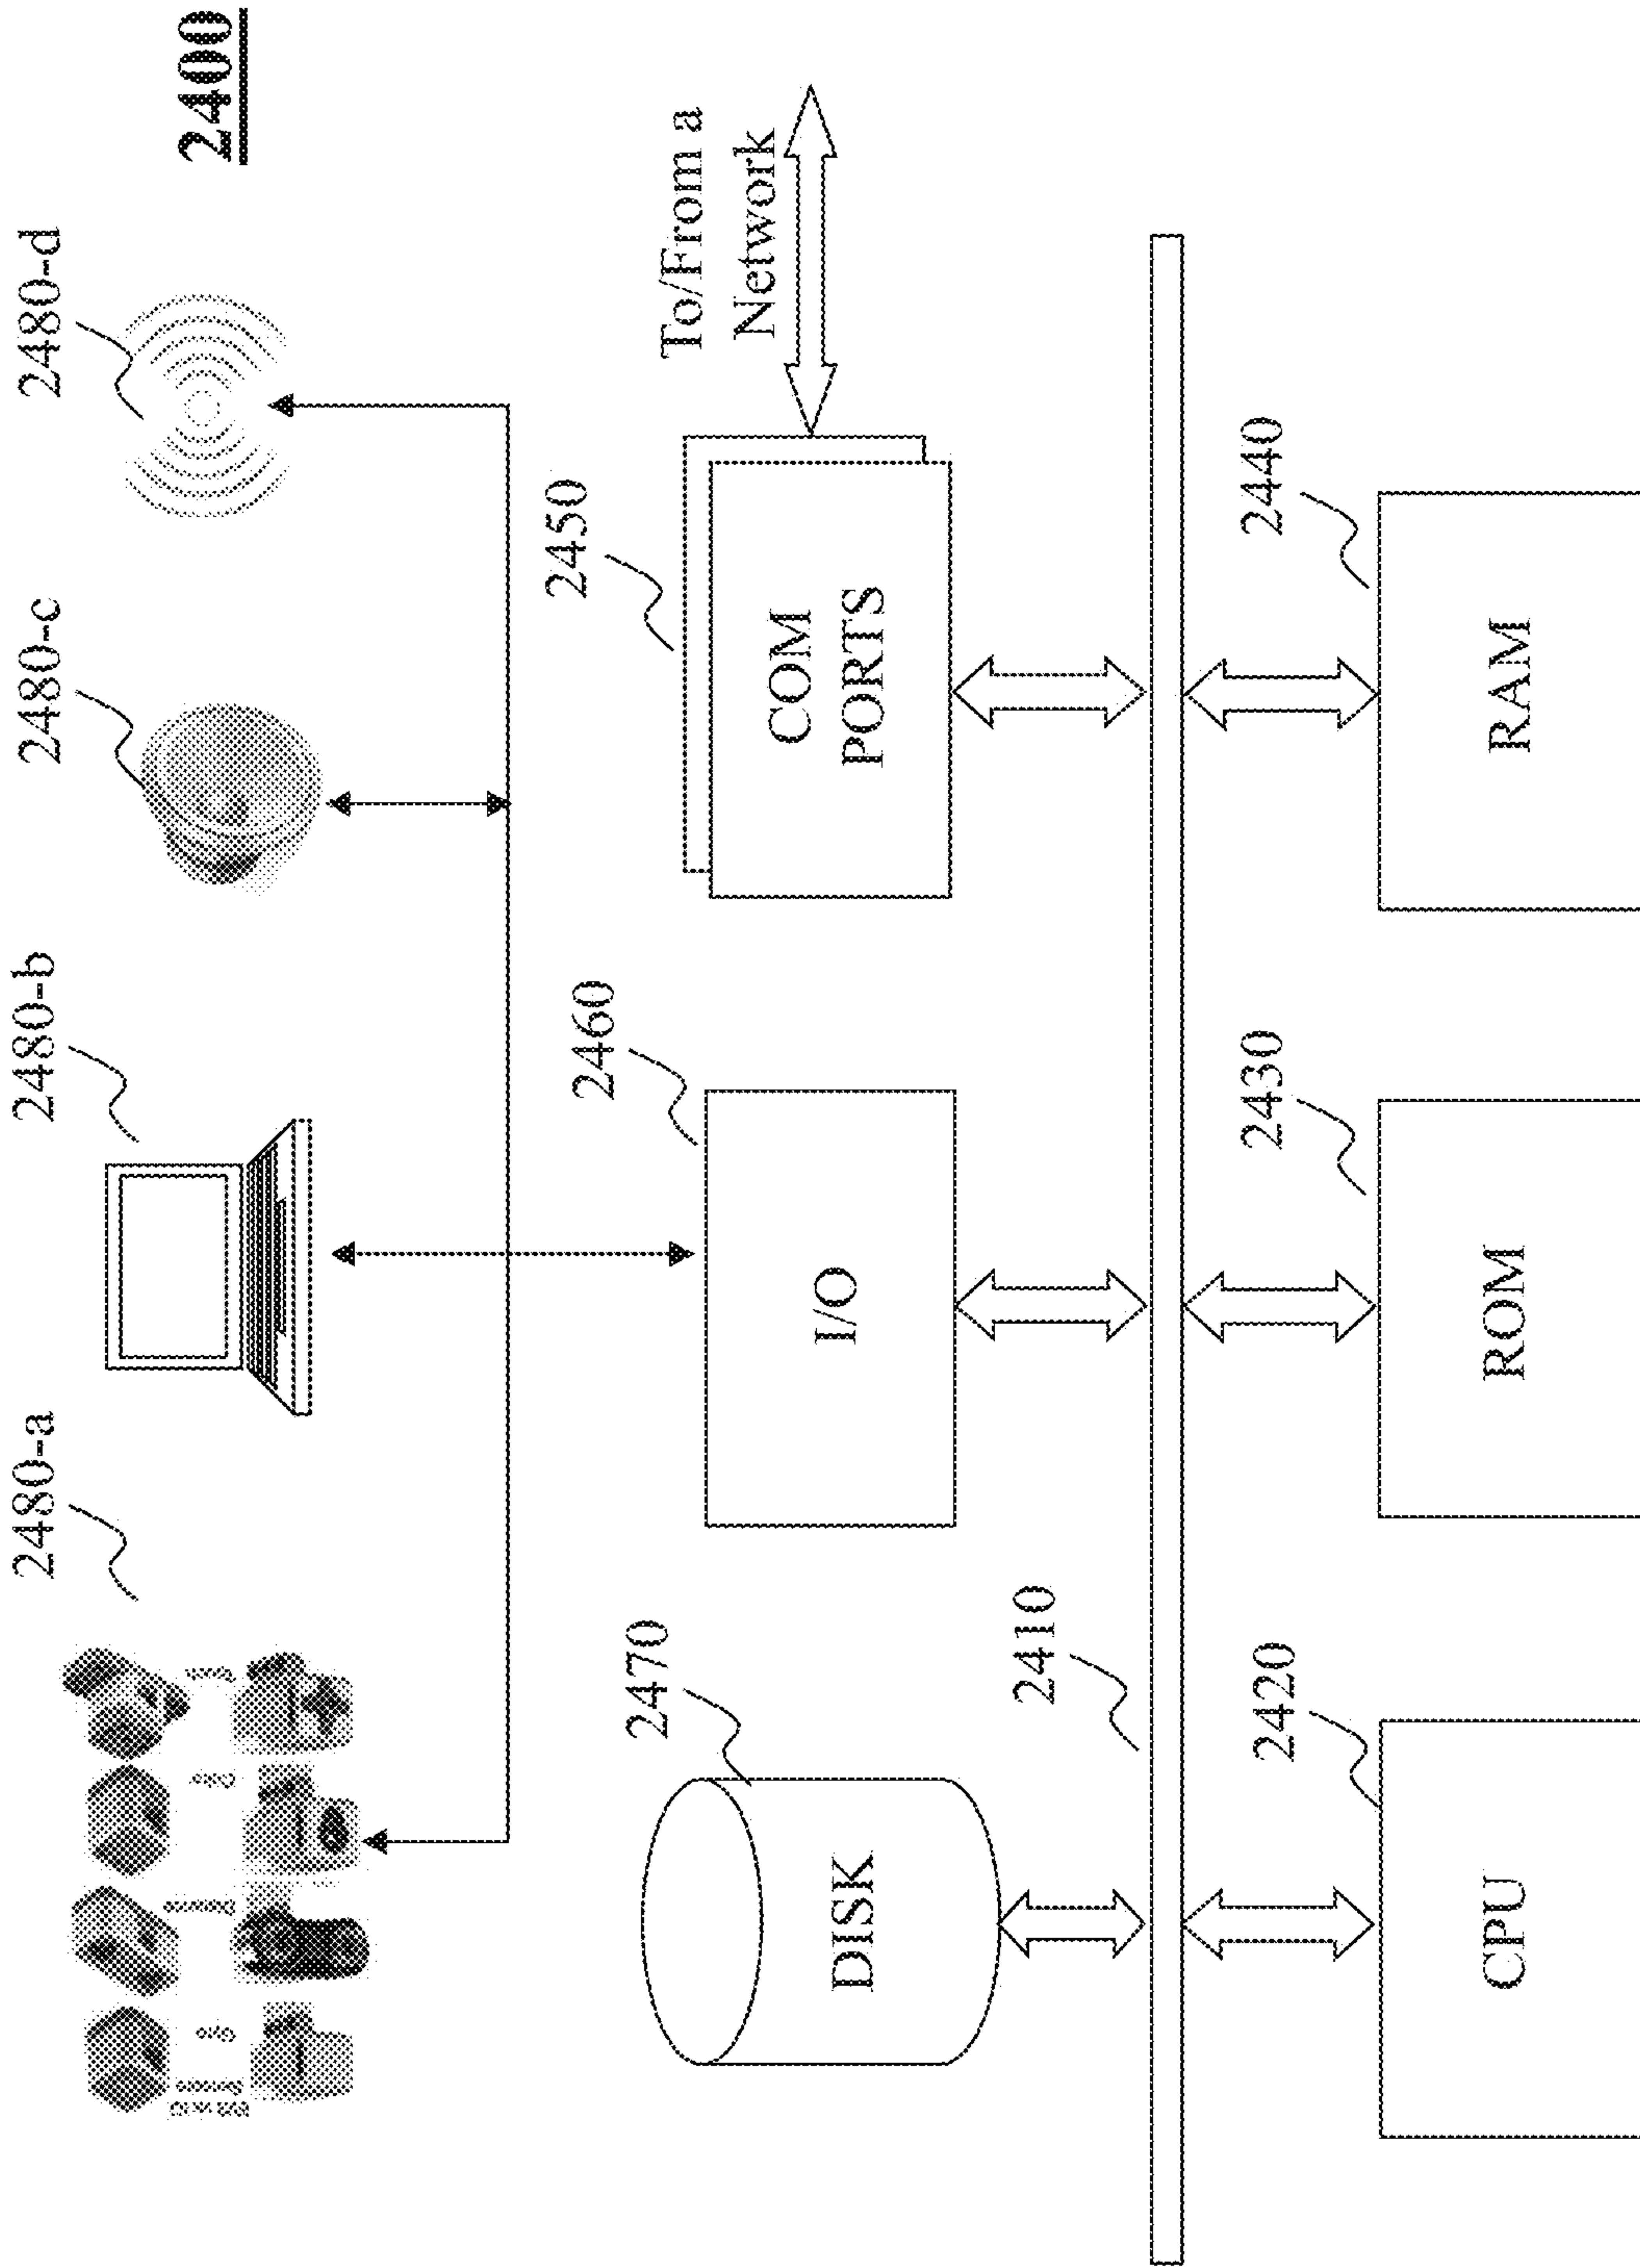 2400
2480-a
2480-b
2480-c
2480-d
2470
DISK
2460
I/O
2450
COM
PORTS
To/From a
Network
2410
2420
CPU
2430
ROM
2440
RAM